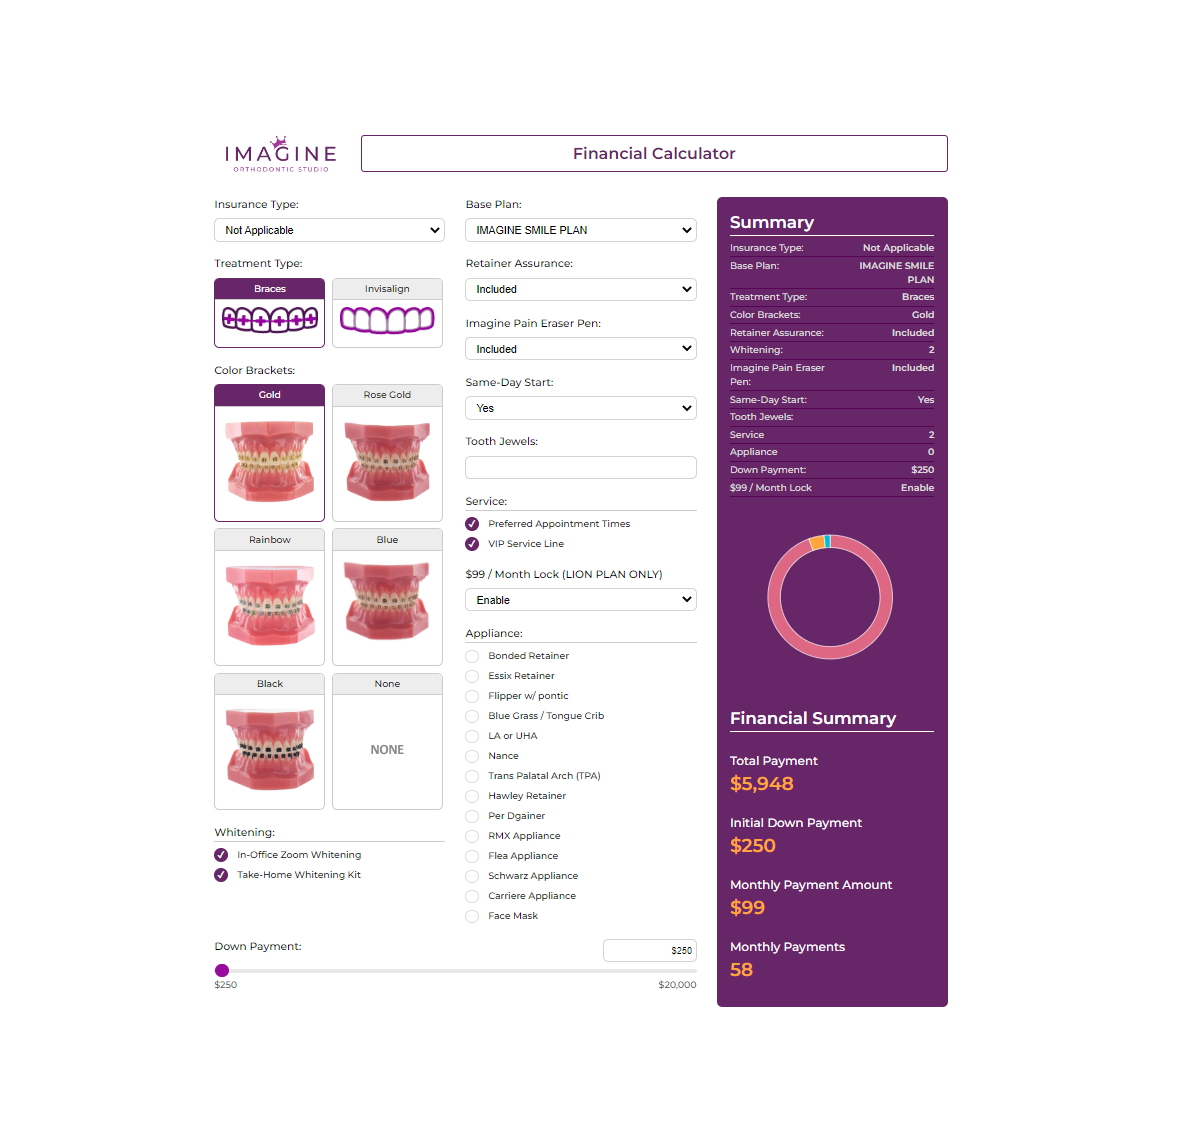 IMAGINE
ORTHODONTIC STUDIO
Financial Calculator
Insurance Type:
Not Applicable
Treatment Type:
Braces
Invisalign
Color Brackets:
Gold
Rose Gold
Rainbow
Blue
Black
None
NONE
Whitening:
In-Office Zoom Whitening
Take-Home Whitening Kit
Base Plan:
IMAGINE SMILE PLAN
Retainer Assurance:
Included
Imagine Pain Eraser Pen:
Included
Same-Day Start:
Yes
Tooth Jewels:
Service:
Preferred Appointment Times
VIP Service Line
$99 / Month Lock (LION PLAN ONLY)
Enable
Appliance:
Bonded Retainer
Essix Retainer
Flipper w/ pontic
Blue Grass / Tongue Crib
LA or UHA
Nance
Trans Palatal Arch (TPA)
Hawley Retainer
Per Dgainer
RMX Appliance
Flea Appliance
Schwarz Appliance
Carriere Appliance
Face Mask
Down Payment:
$250
$250
$20,000
Summary
Insurance Type: Not Applicable
Base Plan: IMAGINE SMILE
PLAN
Treatment Type: Braces
Color Brackets: Gold
Retainer Assurance: Included
Whitening: 2
Imagine Pain Eraser Included
Pen:
Same-Day Start: Yes
Tooth Jewels:
Service 2
Appliance 0
Down Payment: $250
$99 / Month Lock Enable
Financial Summary
Total Payment
$5,948
Initial Down Payment
$250
Monthly Payment Amount
$99
Monthly Payments
58